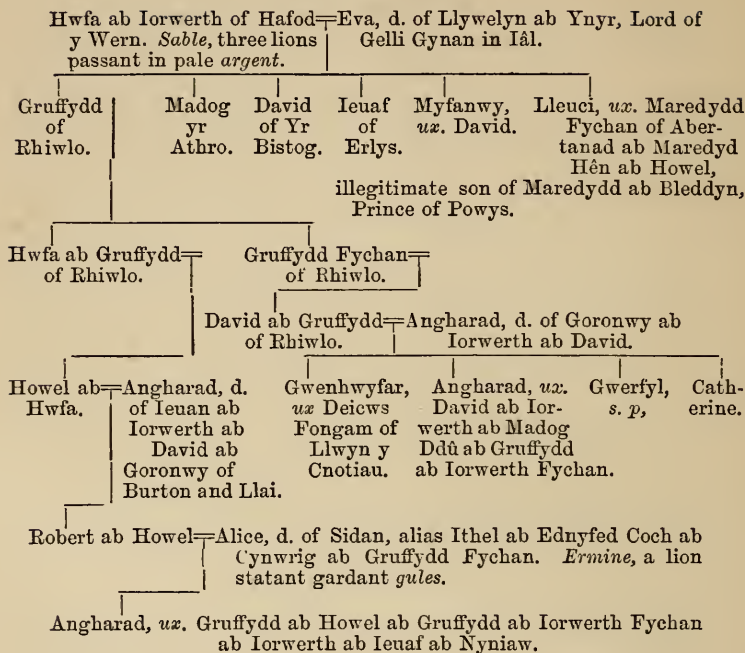 Hwfa ab Iorwerth of Hafod=Eva, d. of Llywelyn ab Ynyr, Lord of
y Wern. Sable, three lions Gelli Gynan in Iâl.
passant in pale argent.
Gruffydd Madog David Ieuaf Myfanwy, Lleuci, ux. Maredydd
of yr of Yr of ux. David. Fychan of Aber-
Rhiwlo. Athro. Bistog. Erlys. tanad ab Maredyd
Hên ab Howel,
illegitimate son of Maredydd ab Bleddyn,
Prince of Powys.
Hwfa ab Gruffydd= Gruffydd Fychan=
of Rhiwlo. of Rhiwlo.
David ab Gruffydd=Angharad, d. of Goronwy ab
of Rhiwlo. Iorwerth ab David.
Howel ab=Angharad, d. Gwenhwyfar, Angharad, ux. Gwerfyl, Cath-
Hwfa. of Ieuan ab ux Deicws David ab Ior- s. p, erine.
Iorwerth ab Fongam of werth ab Madog
David ab Llwyn y Ddû ab Gruffydd
Goronwy of Cnotiau. ab Iorwerth Fychan.
Burton and Llai.
Robert ab Howel=Alice, d. of Sidan, alias Ithel ab Ednyfed Coch ab
Cynwrig ab Gruffydd Fychan. Ermine, a lion
statant gardant gules.
Angharad, ux. Gruffydd ab Howel ab Gruffydd ab Iorwerth Fychan
ab Iorwerth ab Ieuaf ab Nyniaw.